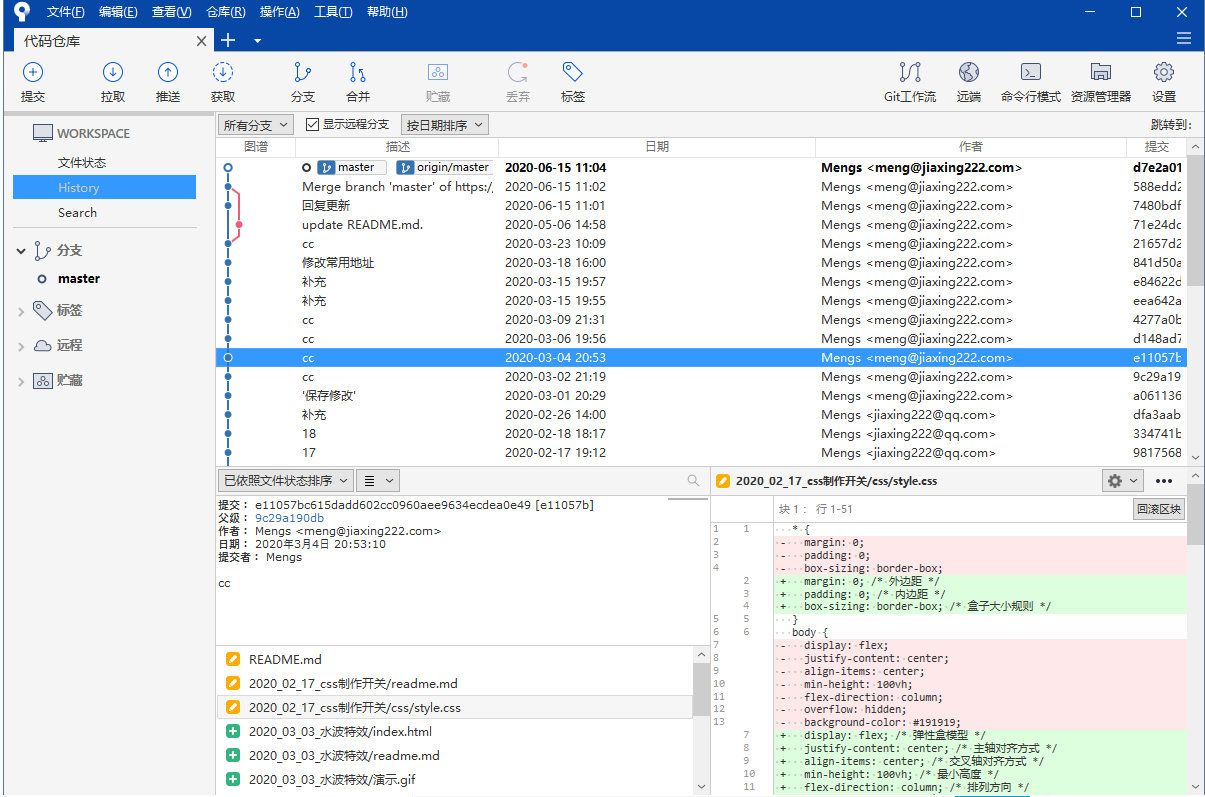 文件(F) 编辑(E) 查看(V) 仓库(R) 操作(A) 工具(T) 帮助(H)
代码仓库
提交 拉取 推送 获取 分支 合并 贮藏 丢弃 标签 Git工作流 远端 命令行模式 资源管理器 设置
WORKSPACE
文件状态
History
Search
分支
master
标签
远程
贮藏
所有分支 显示远程分支 按日期排序 跳转到:
图谱 描述 日期 作者 提交
master origin/master 2020-06-15 11:04 Mengs <meng@jiaxing222.com> d7e2a01
Merge branch 'master' of https:/ 2020-06-15 11:02 Mengs <meng@jiaxing222.com> 588edd2
回复更新 2020-06-15 11:01 Mengs <meng@jiaxing222.com> 7480bdf
update README.md. 2020-05-06 14:58 Mengs <meng@jiaxing222.com> 71e24dc
cc 2020-03-23 10:09 Mengs <meng@jiaxing222.com> 21657d2
修改常用地址 2020-03-18 16:00 Mengs <meng@jiaxing222.com> 841d50a
补充 2020-03-15 19:57 Mengs <meng@jiaxing222.com> e84622d
补充 2020-03-15 19:55 Mengs <meng@jiaxing222.com> eea642a
cc 2020-03-09 21:31 Mengs <meng@jiaxing222.com> 4277a0b
cc 2020-03-06 19:56 Mengs <meng@jiaxing222.com> d148ad7
cc 2020-03-04 20:53 Mengs <meng@jiaxing222.com> e11057b
cc 2020-03-02 21:19 Mengs <meng@jiaxing222.com> 9c29a19
'保存修改' 2020-03-01 20:29 Mengs <meng@jiaxing222.com> a061136
补充 2020-02-26 14:00 Mengs <jiaxing222@qq.com> dfa3aab
18 2020-02-18 18:17 Mengs <jiaxing222@qq.com> 334741b
17 2020-02-17 19:12 Mengs <jiaxing222@qq.com> 9817568
已依照文件状态排序
提交： e11057bc615dadd602cc0960aee9634ecdea0e49 [e11057b]
父级： 9c29a190db
作者： Mengs <meng@jiaxing222.com>
日期： 2020年3月4日 20:53:10
提交者： Mengs
cc
README.md
2020_02_17_css制作开关/readme.md
2020_02_17_css制作开关/css/style.css
2020_03_03_水波特效/index.html
2020_03_03_水波特效/readme.md
2020_03_03_水波特效/演示.gif
2020_02_17_css制作开关/css/style.css
块 1： 行 1-51 回滚区块
1 1 * {
2 - margin: 0;
3 - padding: 0;
4 - box-sizing: border-box;
2 + margin: 0; /* 外边距 */
3 + padding: 0; /* 内边距 */
4 + box-sizing: border-box; /* 盒子大小规则 */
5 5 }
6 6 body {
7 - display: flex;
8 - justify-content: center;
9 - align-items: center;
10 - min-height: 100vh;
11 - flex-direction: column;
12 - overflow: hidden;
13 - background-color: #191919;
7 + display: flex; /* 弹性盒模型 */
8 + justify-content: center; /* 主轴对齐方式 */
9 + align-items: center; /* 交叉轴对齐方式 */
10 + min-height: 100vh; /* 最小高度 */
11 + flex-direction: column; /* 排列方向 */